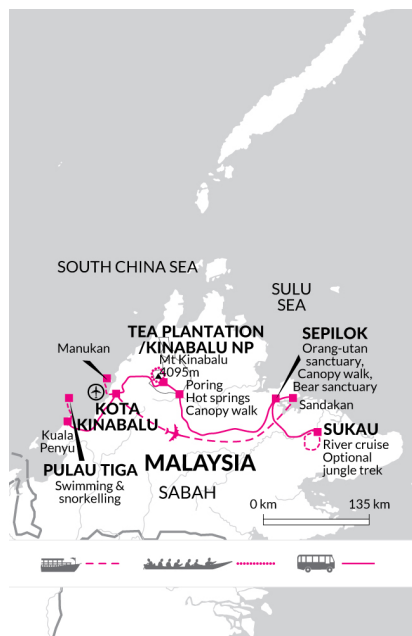 SOUTH CHINA SEA
SULU
SEA
TEA PLANTATION
/KINABALU NP
Mt Kinabalu
4095m
Manukan
SEPILOK
Orang-utan
sanctuary,
Canopy walk,
Bear sanctuary
Poring
Hot springs
Canopy walk
Sandakan
KOTA
KINABALU
SUKAU
River cruise
Optional
jungle trek
Kuala
Penyu
PULAU TIGA
Swimming &
snorkelling
MALAYSIA
SABAH
0 km
135 km